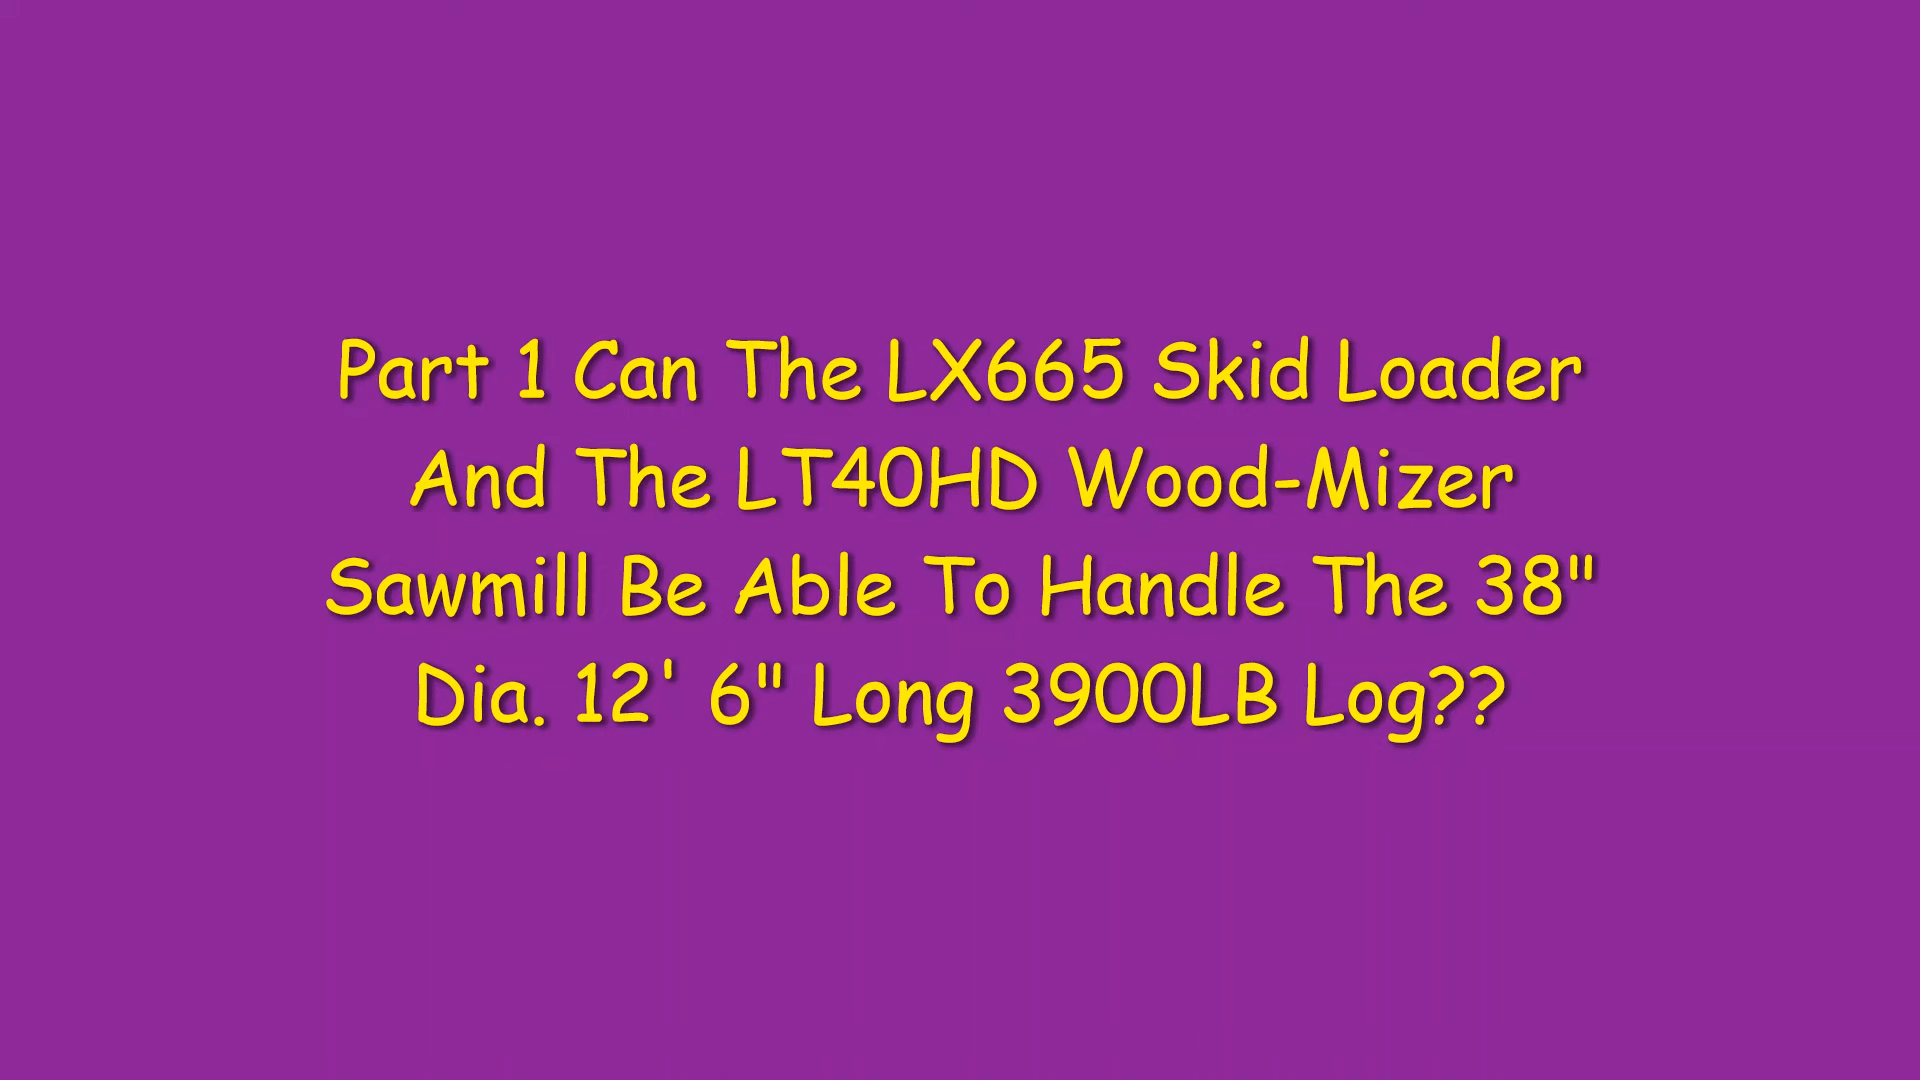 Part 1 Can The LX665 Skid Loader
And The LT40HD Wood-Mizer
Sawmill Be Able To Handle The 38"
Dia. 12' 6" Long 3900LB Log??